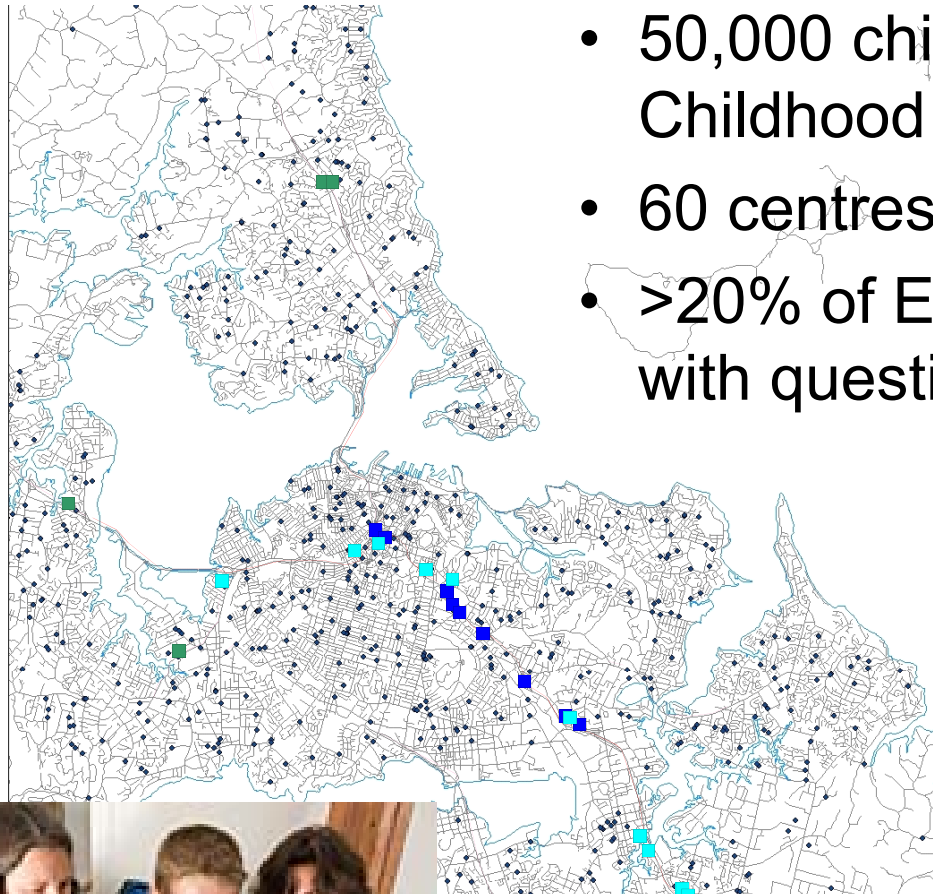 • 50,000 chi
Childhood
• 60 centres
• >20% of E
with questi